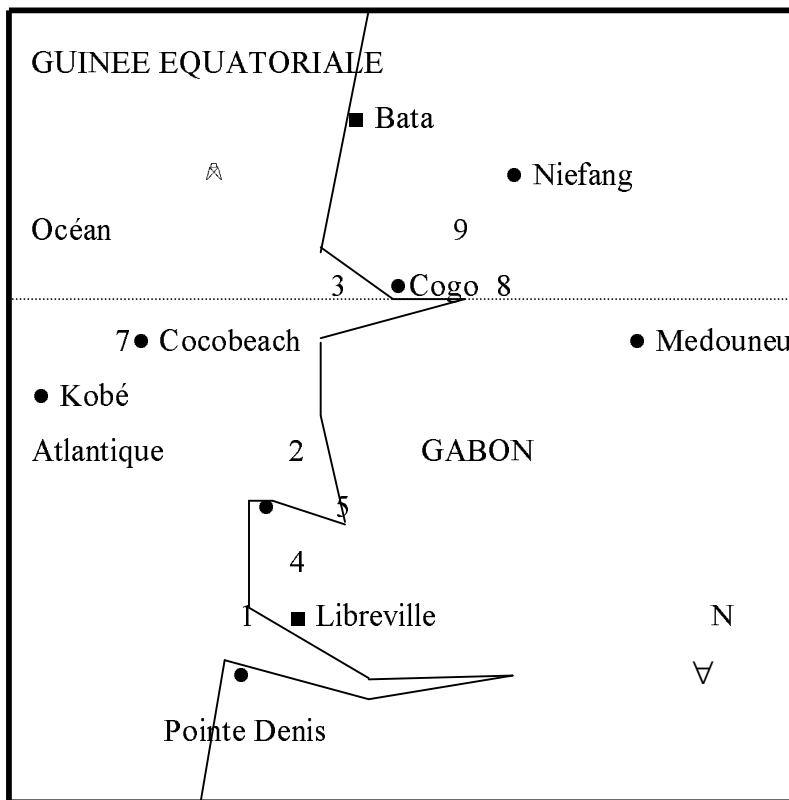 GUINEE EQUATORIALE
Bata
Niefang
Océan
9
3
Cogo 8
7 Cocobeach
Medouneu
Kobé
Atlantique
2
GABON
5
4
1
Libreville
N
Pointe Denis